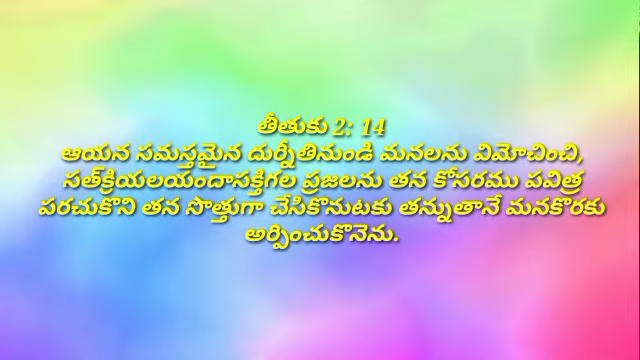 తీతుకు 2: 14
ఆయన సమస్తమైన దుర్నీతినుండి మనలను విమోచించి,
సత్‌క్రియలయందాసక్తిగల ప్రజలను తన కోసరము పవిత్ర
పరచుకొని తన సొత్తుగా చేసికొనుటకు తన్నుతానే మనకొరకు
అర్పించుకొనెను.